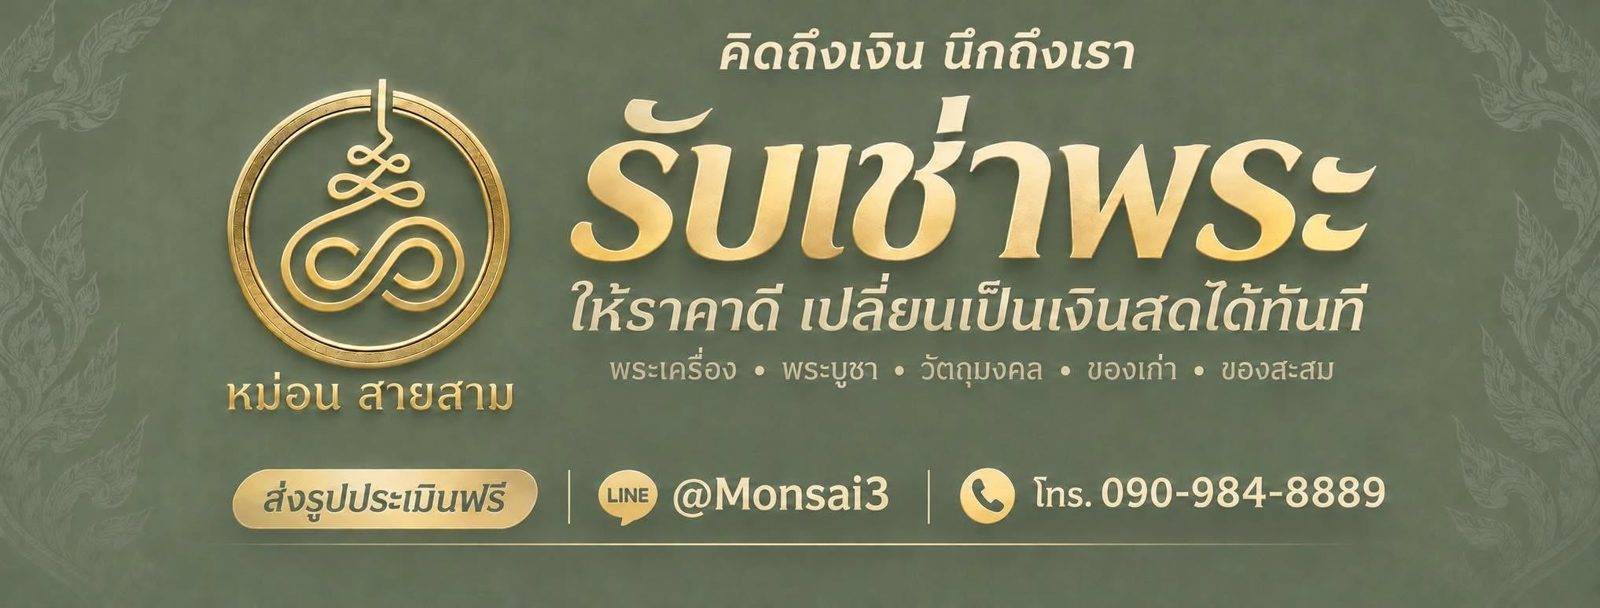 คิดถึงเงิน นึกถึงเรา
รับเช่าพระ
ให้ราคาดี เปลี่ยนเป็นเงินสดได้ทันที
พระเครื่อง • พระบูชา • วัตถุมงคล • ของเก่า • ของสะสม
หม่อน สายสาม
ส่งรูปประเมินฟรี
LINE @Monsai3
โทร. 090-984-8889